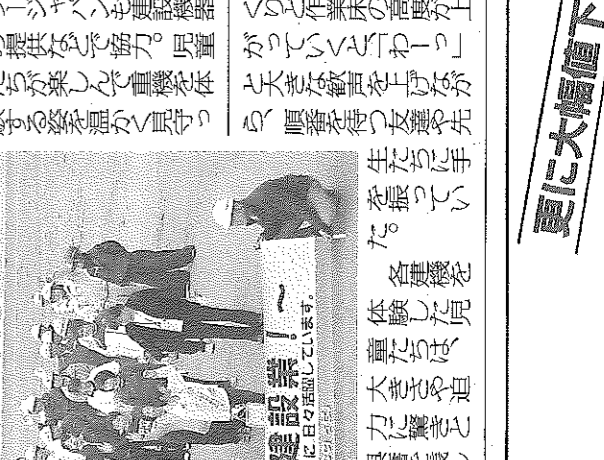 ージャパンも建設機器
の提供などで協力。児童
たちが楽しんで重機を体
験する姿を温かく見守っ
くりと作業床の高度が上
がっていくと、「わーっ」
と大きな歓声を上げなが
ら、順番を待つ友達や先
生たちに手
を振ってい
た。
各建機を
体験した児
童たちは、
大きさや迫
力に驚きと
建設業!〜
に、日々活躍しています。
更に大幅値下